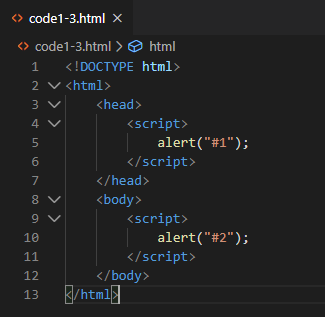 <> code1-3.html ×
<> code1-3.html > html
1 <!DOCTYPE html>
2 <html>
3     <head>
4         <script>
5             alert("#1");
6         </script>
7     </head>
8     <body>
9         <script>
10             alert("#2");
11         </script>
12     </body>
13 </html>